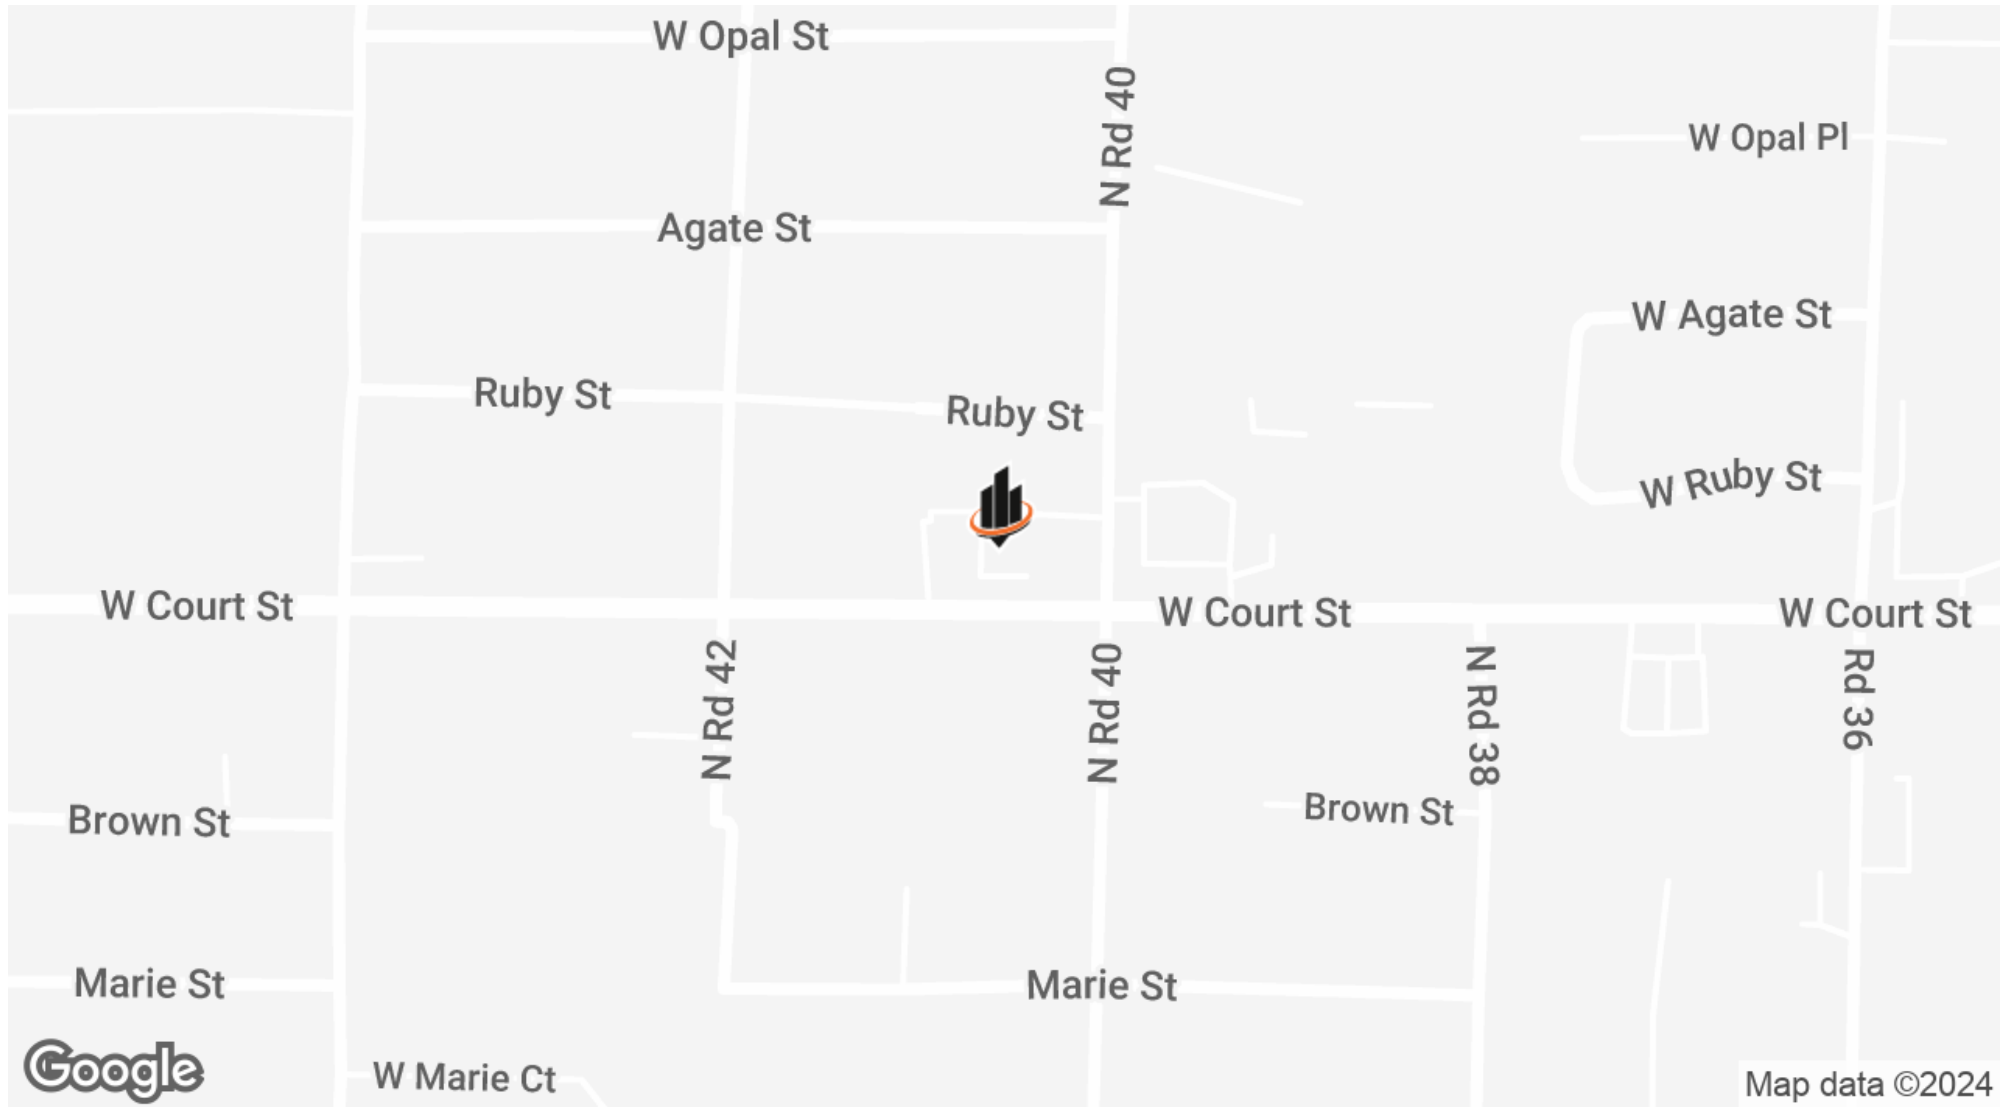 W Opal St
N Rd 40
W Opal Pl
Agate St
W Agate St
Ruby St
Ruby St
W Ruby St
W Court St
W Court St
W Court St
N Rd 42
N Rd 40
N Rd 38
Rd 36
Brown St
Brown St
Marie St
Marie St
W Marie Ct
Google
Map data ©2024